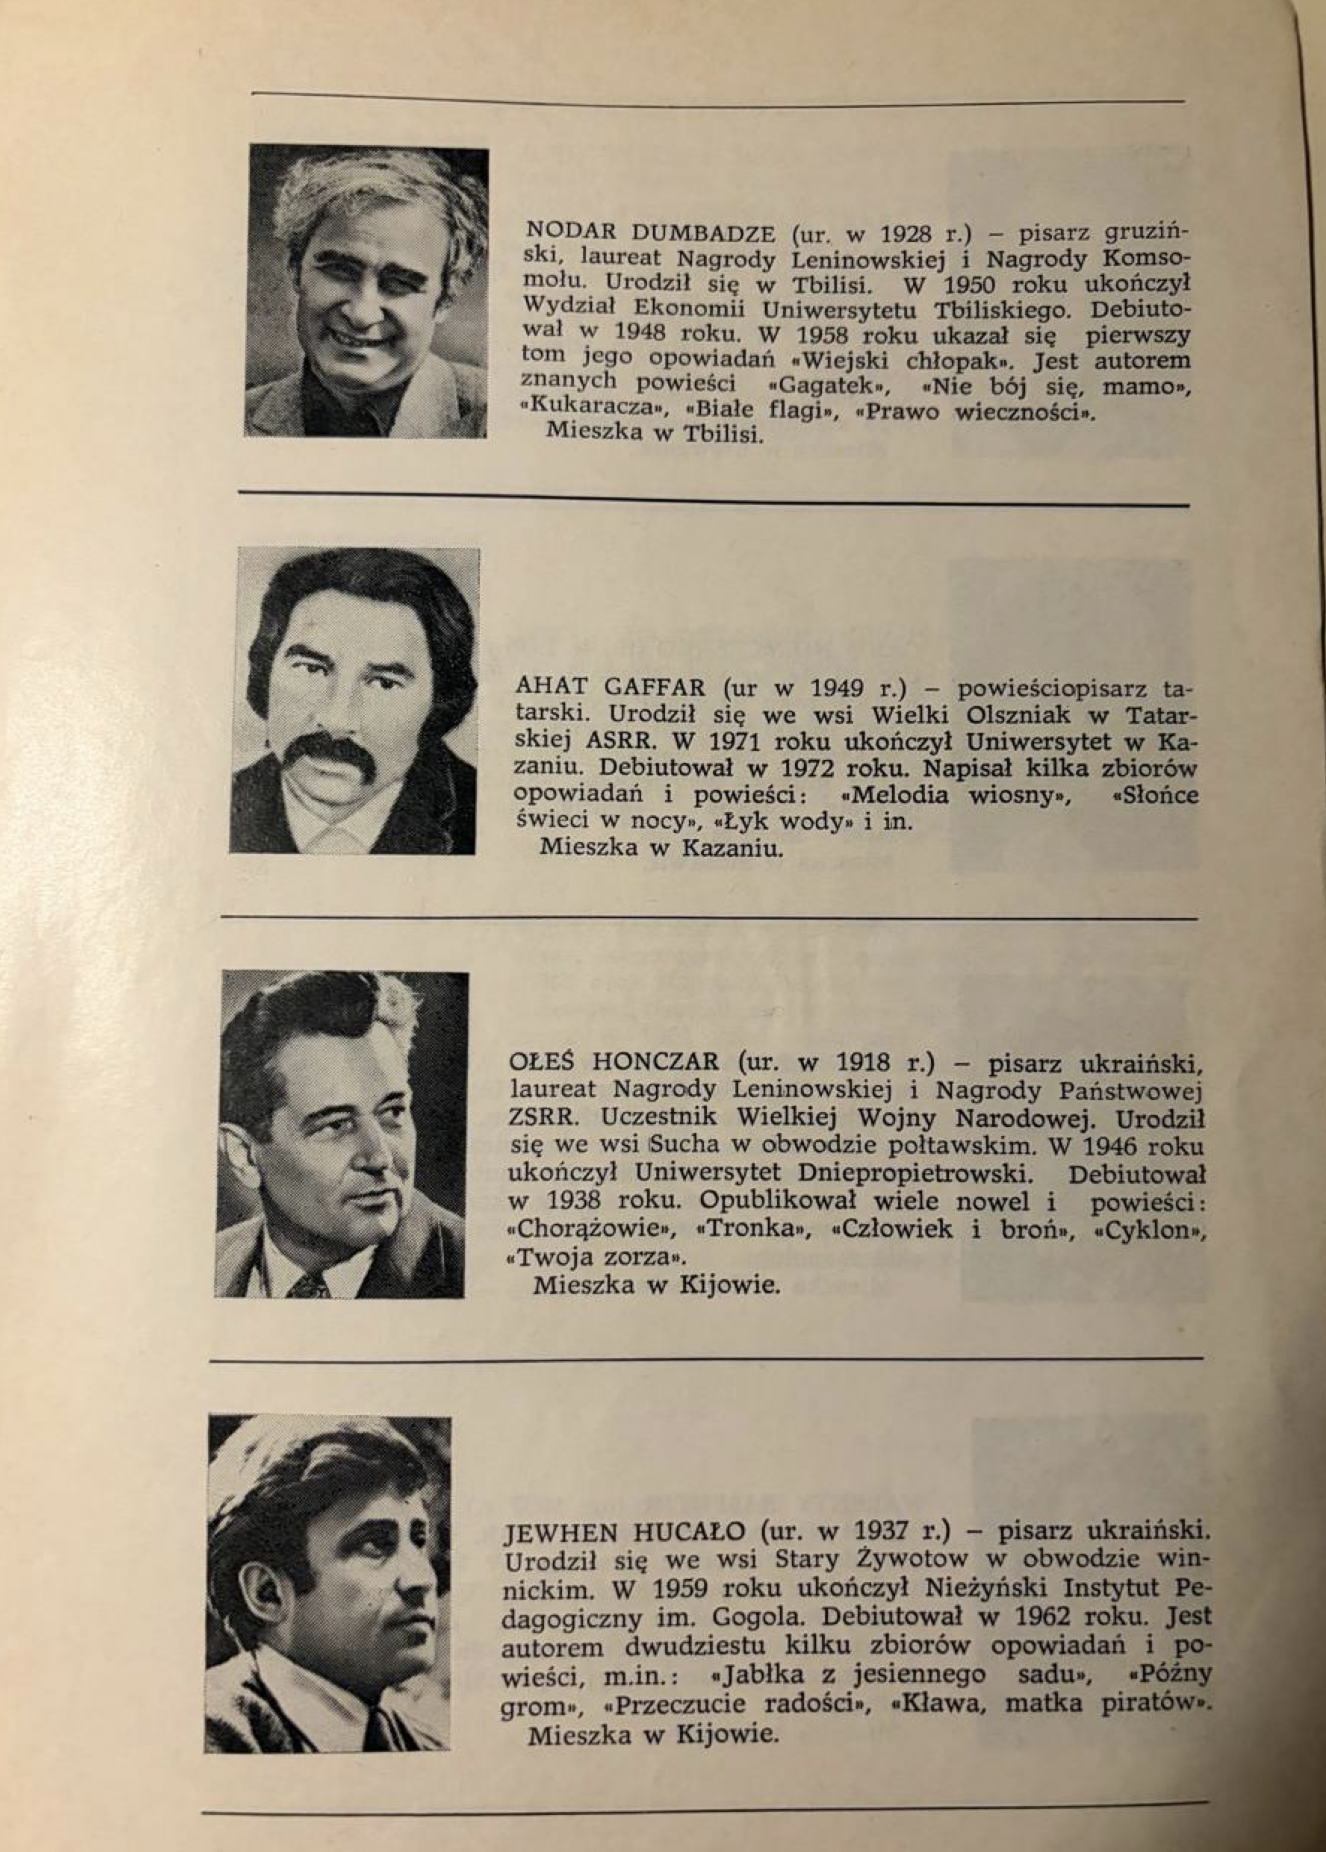 NODAR DUMBADZE (ur. w 1928 r.) – pisarz gruziń-
ski, laureat Nagrody Leninowskiej i Nagrody Komso-
mołu. Urodził się w Tbilisi. W 1950 roku ukończył
Wydział Ekonomii Uniwersytetu Tbiliskiego. Debiuto-
wał w 1948 roku. W 1958 roku ukazał się pierwszy
tom jego opowiadań «Wiejski chłopak». Jest autorem
znanych powieści «Gagatek», «Nie bój się, mamo»,
«Kukaracza», «Białe flagi», «Prawo wieczności».
Mieszka w Tbilisi.
AHAT GAFFAR (ur w 1949 r.) – powieściopisarz ta-
tarski. Urodził się we wsi Wielki Olszniak w Tatar-
skiej ASRR. W 1971 roku ukończył Uniwersytet w Ka-
zaniu. Debiutował w 1972 roku. Napisał kilka zbiorów
opowiadań i powieści: «Melodia wiosny», «Słońce
świeci w nocy», «Łyk wody» i in.
Mieszka w Kazaniu.
OŁEŚ HONCZAR (ur. w 1918 r.) – pisarz ukraiński,
laureat Nagrody Leninowskiej i Nagrody Państwowej
ZSRR. Uczestnik Wielkiej Wojny Narodowej. Urodził
się we wsi Sucha w obwodzie połtawskim. W 1946 roku
ukończył Uniwersytet Dniepropietrowski. Debiutował
w 1938 roku. Opublikował wiele nowel i powieści:
«Chorążowie», «Tronka», «Człowiek i broń», «Cyklon»,
«Twoja zorza».
Mieszka w Kijowie.
JEWHEN HUCAŁO (ur. w 1937 r.) – pisarz ukraiński.
Urodził się we wsi Stary Żywotow w obwodzie win-
nickim. W 1959 roku ukończył Nieżyński Instytut Pe-
dagogiczny im. Gogola. Debiutował w 1962 roku. Jest
autorem dwudziestu kilku zbiorów opowiadań i po-
wieści, m.in.: «Jabłka z jesiennego sadu», «Późny
grom», «Przeczucie radości», «Kława, matka piratów».
Mieszka w Kijowie.